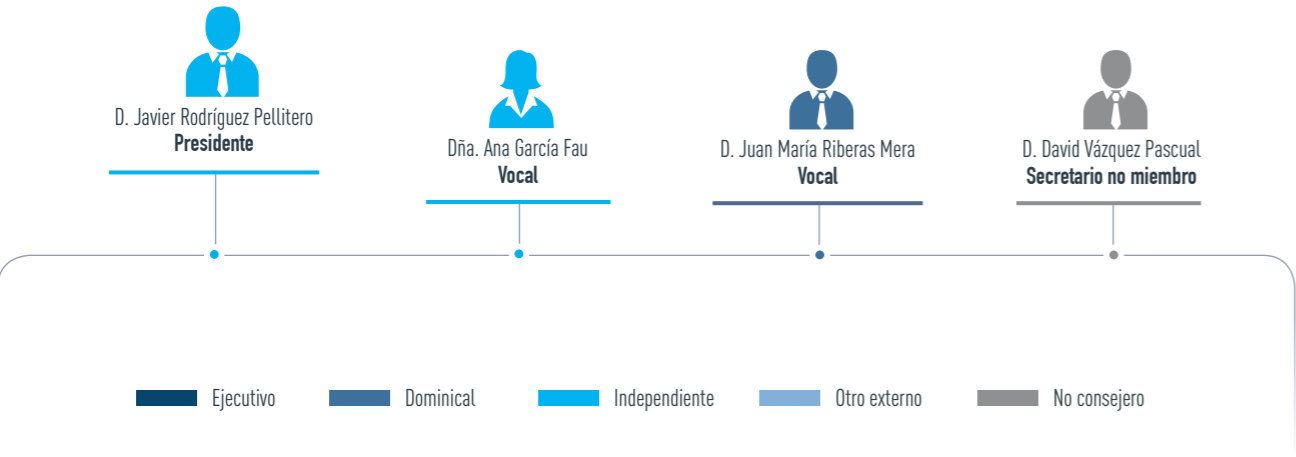 D. Javier Rodríguez Pellitero
Presidente
Dña. Ana García Fau
Vocal
D. Juan María Riberas Mera
Vocal
D. David Vázquez Pascual
Secretario no miembro
Ejecutivo
Dominical
Independiente
Otro externo
No consejero